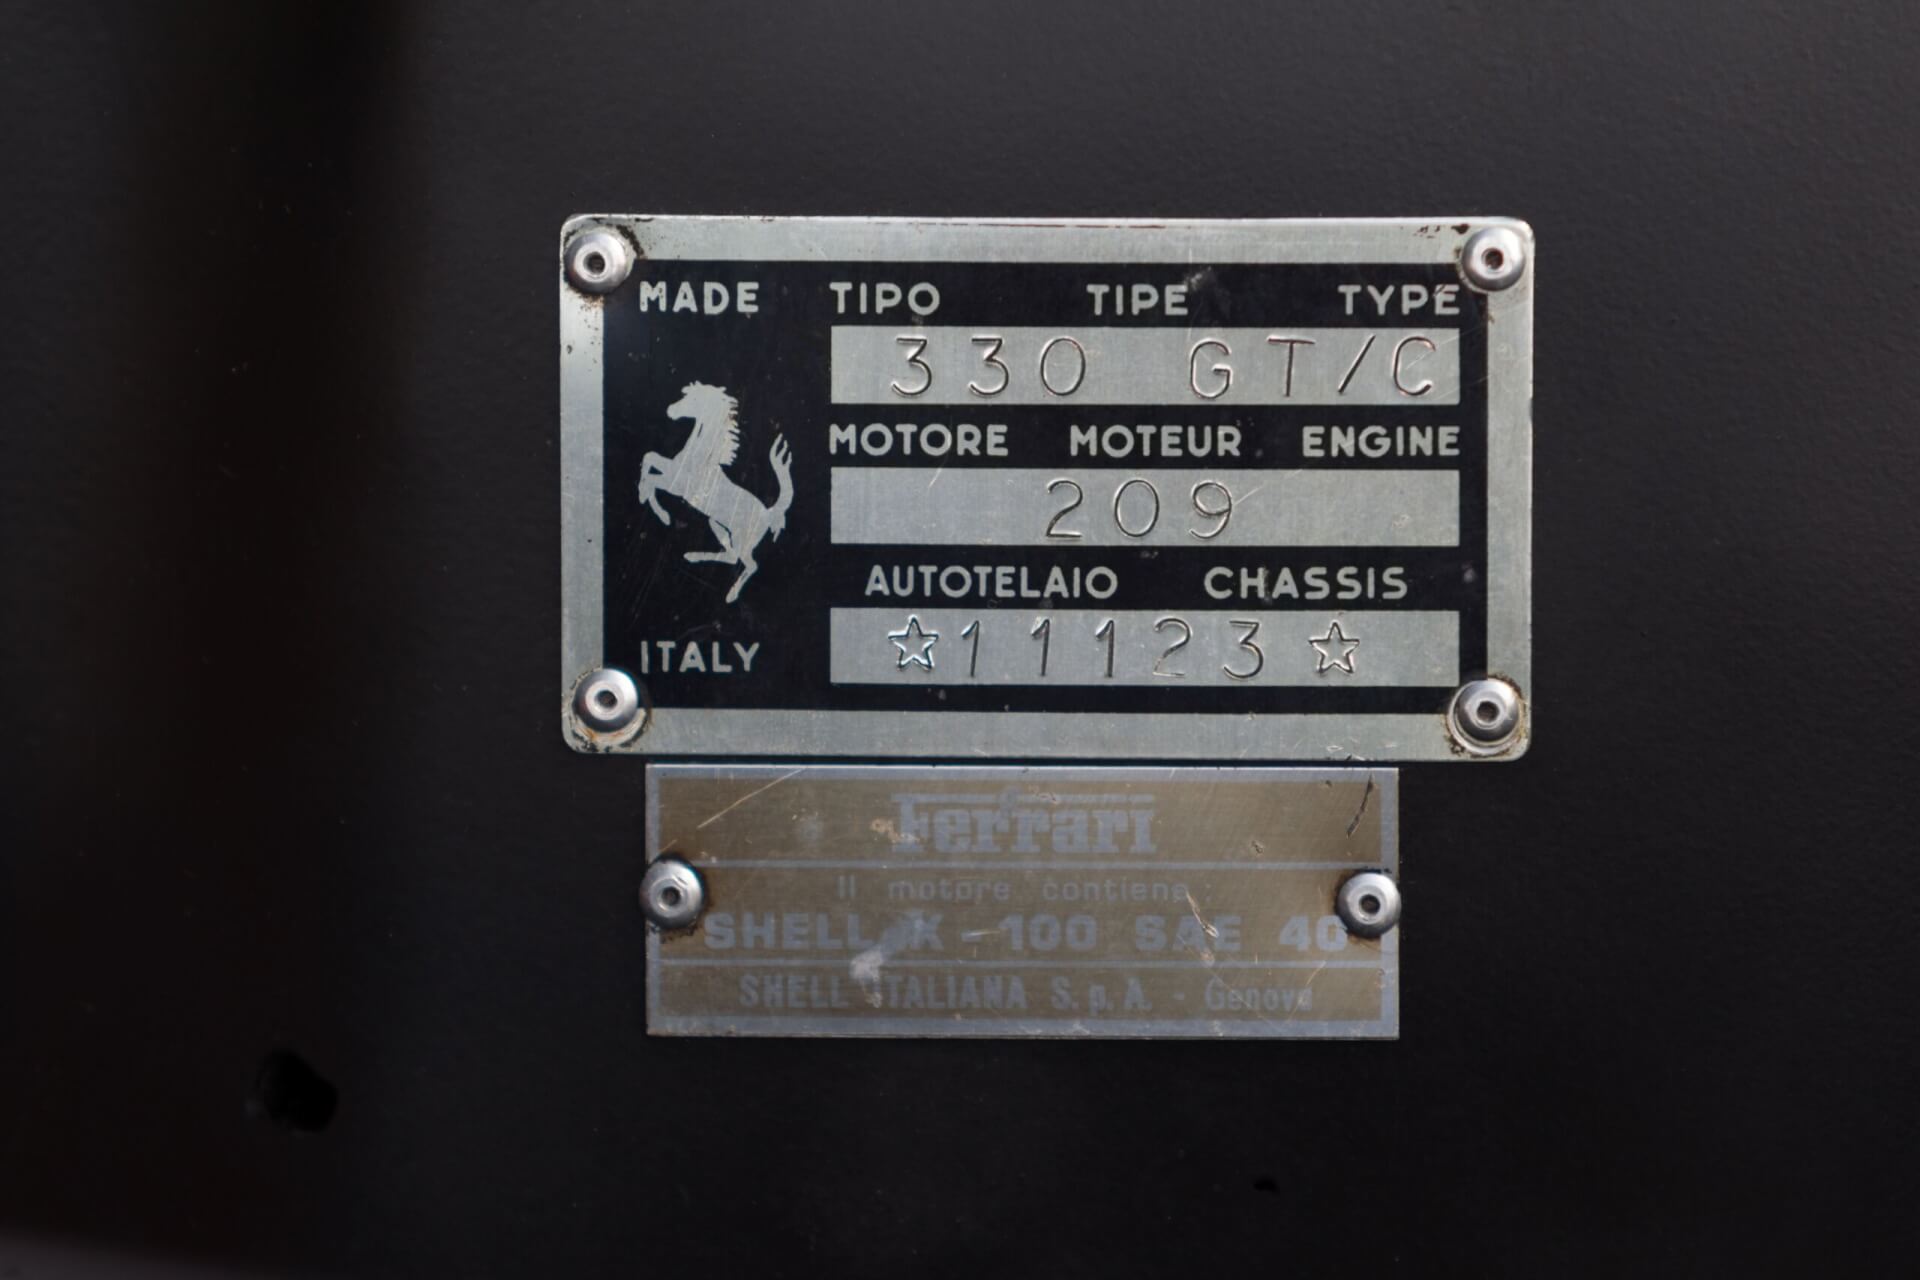 MADE TIPO TIPE TYPE
330 GT/C
MOTORE MOTEUR ENGINE
209
AUTOTELAIO CHASSIS
ITALY ☆11123☆
Ferrari
Il motore contiene:
SHELL X-100 SAE 40
SHELL ITALIANA S.p.A. - Genova